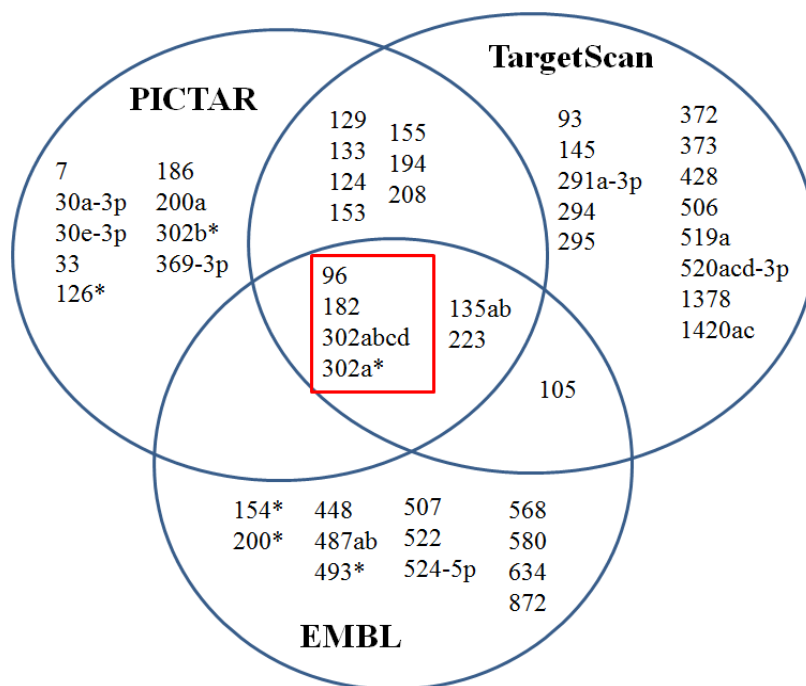 TargetScan
PICTAR
7
30a-3p
30e-3p
33
126*
186
200a
302b*
369-3p
129
133
124
153
155
194
208
93
145
291a-3p
294
295
372
373
428
506
519a
520acd-3p
1378
1420ac
96
182
302abcd
302a*
135ab
223
105
154*
200*
448
487ab
493*
507
522
524-5p
568
580
634
872
EMBL